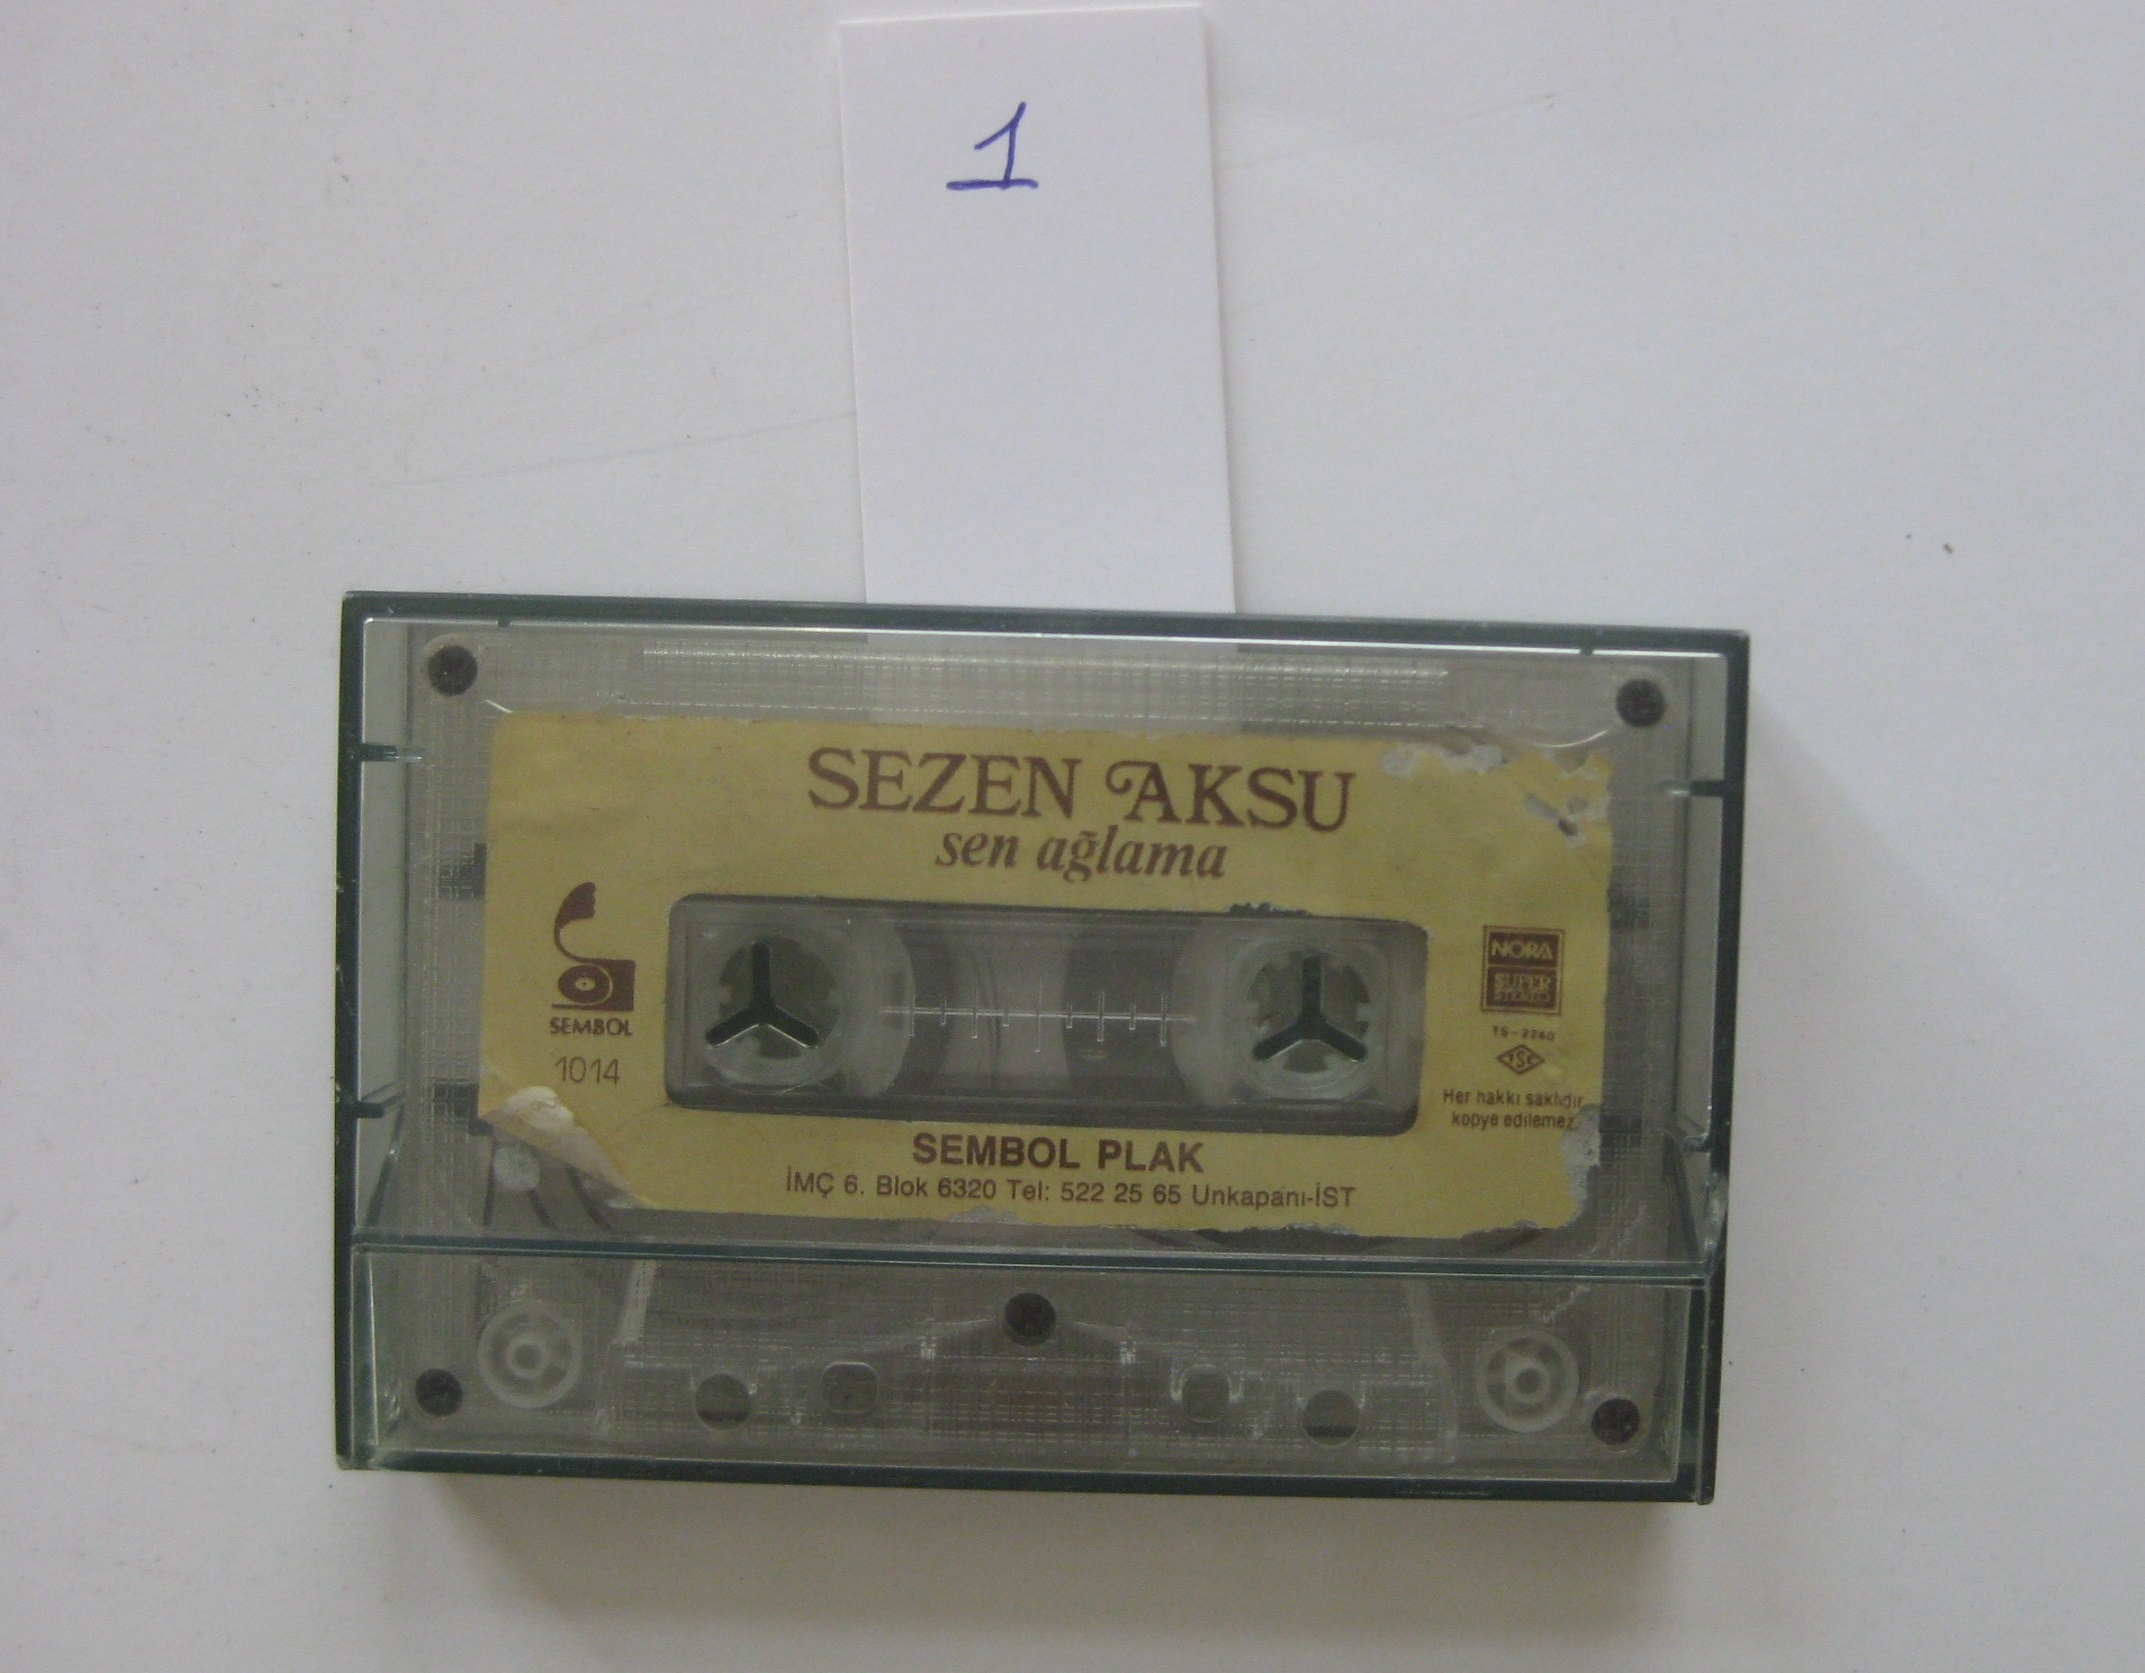 1
SEZEN AKSU
sen ağlama
SEMBOL
1014
NORA
SUPER
STEREO
TS-2240
TSE
Her hakkı saklıdır
kopye edilemez
SEMBOL PLAK
İMÇ 6. Blok 6320 Tel: 522 25 65 Unkapanı-İST